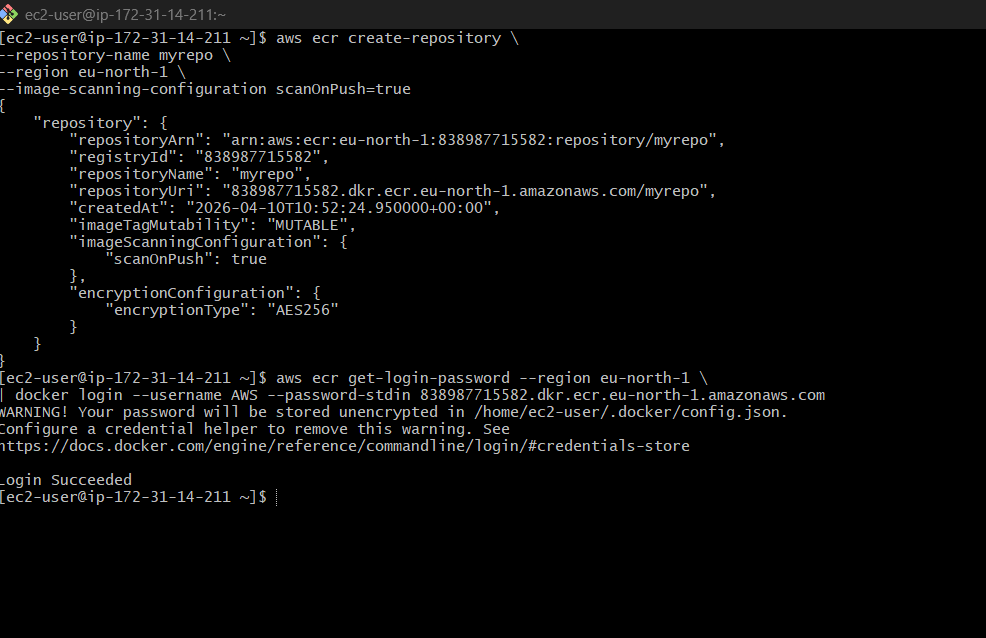 ec2-user@ip-172-31-14-211:~
[ec2-user@ip-172-31-14-211 ~]$ aws ecr create-repository \
--repository-name myrepo \
--region eu-north-1 \
--image-scanning-configuration scanOnPush=true
{
    "repository": {
        "repositoryArn": "arn:aws:ecr:eu-north-1:838987715582:repository/myrepo",
        "registryId": "838987715582",
        "repositoryName": "myrepo",
        "repositoryUri": "838987715582.dkr.ecr.eu-north-1.amazonaws.com/myrepo",
        "createdAt": "2026-04-10T10:52:24.950000+00:00",
        "imageTagMutability": "MUTABLE",
        "imageScanningConfiguration": {
            "scanOnPush": true
        },
        "encryptionConfiguration": {
            "encryptionType": "AES256"
        }
    }
}
[ec2-user@ip-172-31-14-211 ~]$ aws ecr get-login-password --region eu-north-1 \
| docker login --username AWS --password-stdin 838987715582.dkr.ecr.eu-north-1.amazonaws.com
WARNING! Your password will be stored unencrypted in /home/ec2-user/.docker/config.json.
Configure a credential helper to remove this warning. See
https://docs.docker.com/engine/reference/commandline/login/#credentials-store

Login Succeeded
[ec2-user@ip-172-31-14-211 ~]$